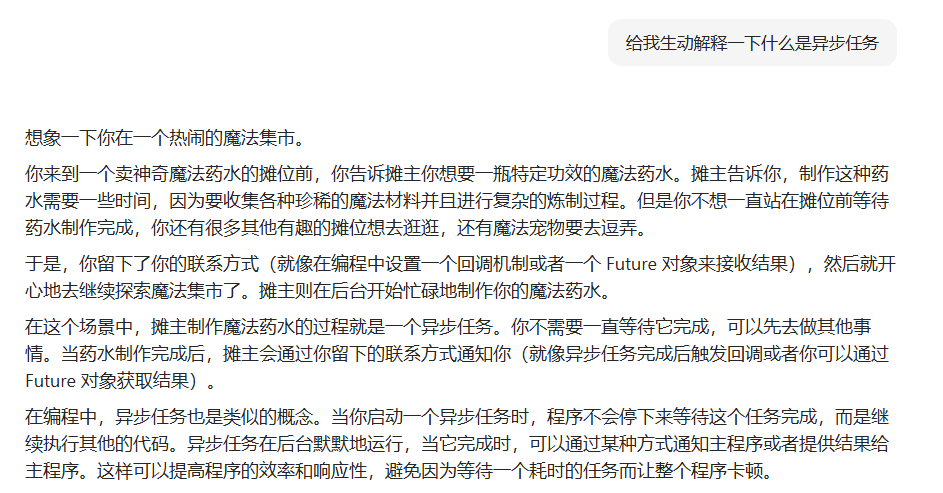 给我生动解释一下什么是异步任务
想象一下你在一个热闹的魔法集市。
你来到一个卖神奇魔法药水的摊位前，你告诉摊主你想要一瓶特定功效的魔法药水。摊主告诉你，制作这种药
水需要一些时间，因为要收集各种珍稀的魔法材料并且进行复杂的炼制过程。但是你不想一直站在摊位前等待
药水制作完成，你还有很多其他有趣的摊位想去逛逛，还有魔法宠物要去逗弄。
于是，你留下了你的联系方式（就像在编程中设置一个回调机制或者一个 Future 对象来接收结果），然后就开
心地去继续探索魔法集市了。摊主则在后台开始忙碌地制作你的魔法药水。
在这个场景中，摊主制作魔法药水的过程就是一个异步任务。你不需要一直等待它完成，可以先去做其他事
情。当药水制作完成后，摊主会通过你留下的联系方式通知你（就像异步任务完成后触发回调或者你可以通过
Future 对象获取结果）。
在编程中，异步任务也是类似的概念。当你启动一个异步任务时，程序不会停下来等待这个任务完成，而是继
续执行其他的代码。异步任务在后台默默地运行，当它完成时，可以通过某种方式通知主程序或者提供结果给
主程序。这样可以提高程序的效率和响应性，避免因为等待一个耗时的任务而让整个程序卡顿。